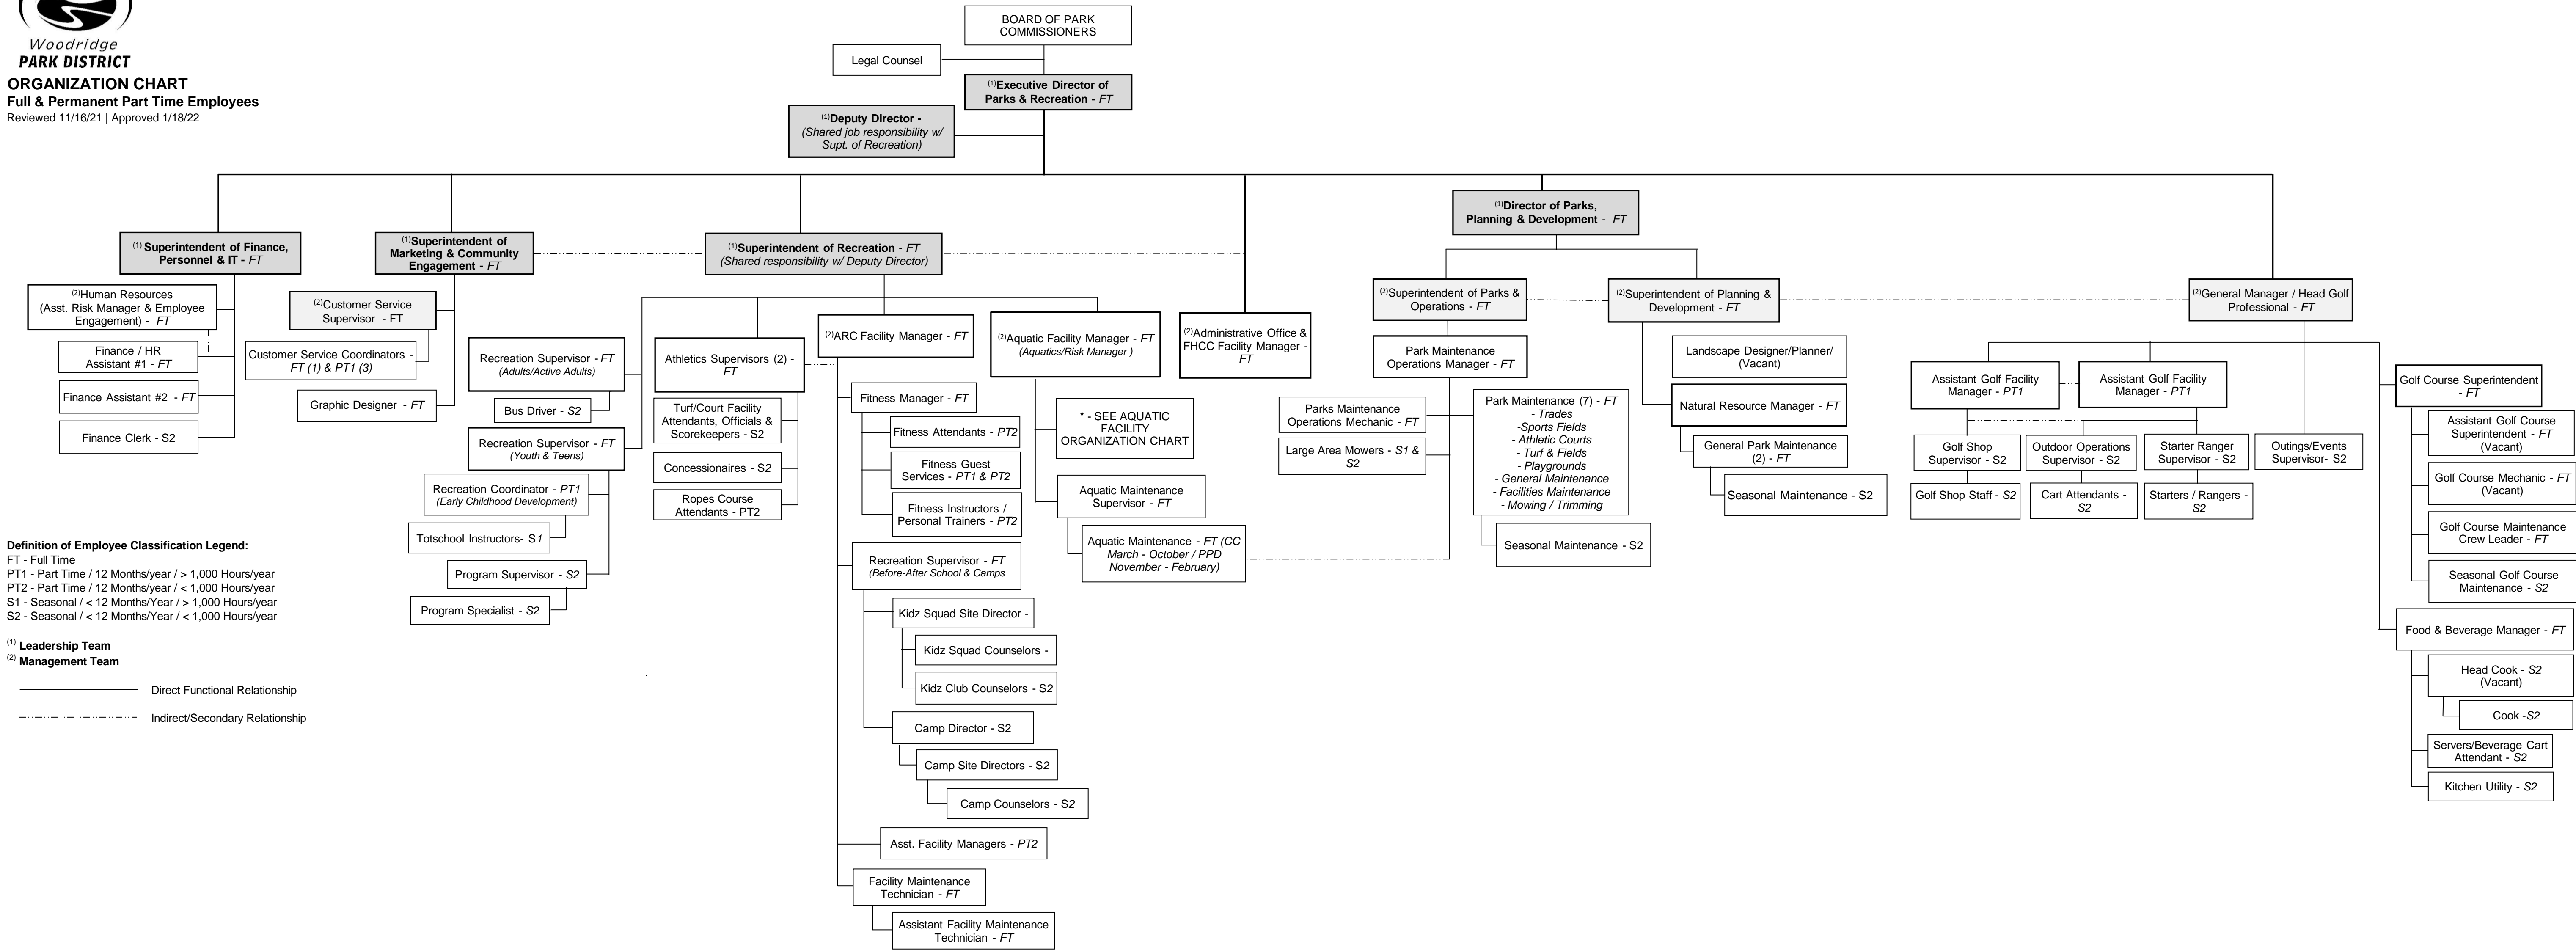 Woodridge
PARK DISTRICT
ORGANIZATION CHART
Full & Permanent Part Time Employees
Reviewed 11/16/21 | Approved 1/18/22
BOARD OF PARK
COMMISSIONERS
Legal Counsel
(1)Executive Director of
Parks & Recreation - FT
(1)Deputy Director -
(Shared job responsibility w/
Supt. of Recreation)
(1)Director of Parks,
Planning & Development - FT
(1) Superintendent of Finance,
Personnel & IT - FT
(1)Superintendent of
Marketing & Community
Engagement - FT
(1)Superintendent of Recreation - FT
(Shared responsibility w/ Deputy Director)
(2)Human Resources
(Asst. Risk Manager & Employee
Engagement) - FT
Finance / HR
Assistant #1 - FT
Finance Assistant #2 - FT
Finance Clerk - S2
(2)Customer Service
Supervisor - FT
Customer Service Coordinators -
FT (1) & PT1 (3)
Graphic Designer - FT
Recreation Supervisor - FT
(Adults/Active Adults)
Bus Driver - S2
Recreation Supervisor - FT
(Youth & Teens)
Recreation Coordinator - PT1
(Early Childhood Development)
Totschool Instructors- S1
Program Supervisor - S2
Program Specialist - S2
Athletics Supervisors (2) -
FT
Turf/Court Facility
Attendants, Officials &
Scorekeepers - S2
Concessionaires - S2
Ropes Course
Attendants - PT2
(2)ARC Facility Manager - FT
Fitness Manager - FT
Fitness Attendants - PT2
Fitness Guest
Services - PT1 & PT2
Fitness Instructors /
Personal Trainers - PT2
Recreation Supervisor - FT
(Before-After School & Camps
Kidz Squad Site Director -
Kidz Squad Counselors -
Kidz Club Counselors - S2
Camp Director - S2
Camp Site Directors - S2
Camp Counselors - S2
Asst. Facility Managers - PT2
Facility Maintenance
Technician - FT
Assistant Facility Maintenance
Technician - FT
(2)Aquatic Facility Manager - FT
(Aquatics/Risk Manager )
* - SEE AQUATIC
FACILITY
ORGANIZATION CHART
Aquatic Maintenance
Supervisor - FT
Aquatic Maintenance - FT (CC
March - October / PPD
November - February)
(2)Administrative Office &
FHCC Facility Manager -
FT
(2)Superintendent of Parks &
Operations - FT
Park Maintenance
Operations Manager - FT
Parks Maintenance
Operations Mechanic - FT
Large Area Mowers - S1 &
S2
Park Maintenance (7) - FT
- Trades
-Sports Fields
- Athletic Courts
- Turf & Fields
- Playgrounds
- General Maintenance
- Facilities Maintenance
- Mowing / Trimming
Seasonal Maintenance - S2
(2)Superintendent of Planning &
Development - FT
Landscape Designer/Planner/
(Vacant)
Natural Resource Manager - FT
General Park Maintenance
(2) - FT
Seasonal Maintenance - S2
(2)General Manager / Head Golf
Professional - FT
Assistant Golf Facility
Manager - PT1
Assistant Golf Facility
Manager - PT1
Golf Shop
Supervisor - S2
Outdoor Operations
Supervisor - S2
Starter Ranger
Supervisor - S2
Outings/Events
Supervisor- S2
Golf Shop Staff - S2
Cart Attendants -
S2
Starters / Rangers -
S2
Golf Course Superintendent
- FT
Assistant Golf Course
Superintendent - FT
(Vacant)
Golf Course Mechanic - FT
(Vacant)
Golf Course Maintenance
Crew Leader - FT
Seasonal Golf Course
Maintenance - S2
Food & Beverage Manager - FT
Head Cook - S2
(Vacant)
Cook -S2
Servers/Beverage Cart
Attendant - S2
Kitchen Utility - S2
Definition of Employee Classification Legend:
FT - Full Time
PT1 - Part Time / 12 Months/year / > 1,000 Hours/year
PT2 - Part Time / 12 Months/year / < 1,000 Hours/year
S1 - Seasonal / < 12 Months/Year / > 1,000 Hours/year
S2 - Seasonal / < 12 Months/Year / < 1,000 Hours/year
(1) Leadership Team
(2) Management Team
Direct Functional Relationship
Indirect/Secondary Relationship